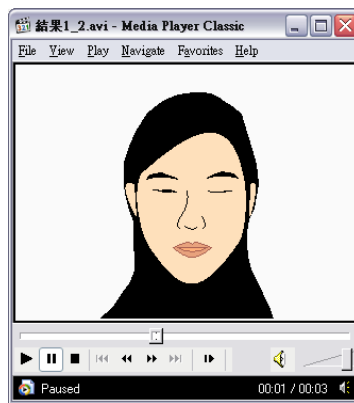 結果1_2.avi - Media Player Classic
File View Play Navigate Favorites Help
Paused 00:01 / 00:03